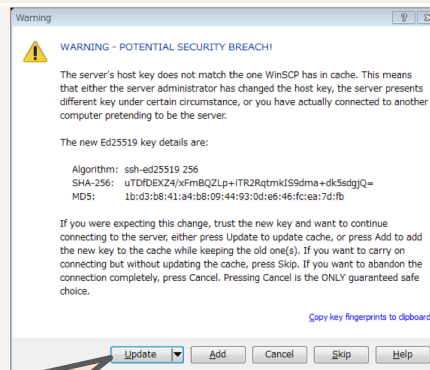 Warning
WARNING - POTENTIAL SECURITY BREACH!
The server's host key does not match the one WinSCP has in cache. This means
that either the server administrator has changed the host key, the server presents
different key under certain circumstance, or you have actually connected to another
computer pretending to be the server.
The new Ed25519 key details are:
Algorithm: ssh-ed25519 256
SHA-256: uTDfDEXZ4/xFmBQZLp+iTR2RqtmkIS9dma+dk5sdgjQ=
MD5: 1b:d3:b8:41:a4:b8:09:44:93:0d:e6:46:fc:ea:7d:fb
If you were expecting this change, trust the new key and want to continue
connecting to the server, either press Update to update cache, or press Add to add
the new key to the cache while keeping the old one(s). If you want to carry on
connecting but without updating the cache, press Skip. If you want to abandon the
connection completely, press Cancel. Pressing Cancel is the ONLY guaranteed safe
choice.
Copy key fingerprints to clipboard
Update Add Cancel Skip Help